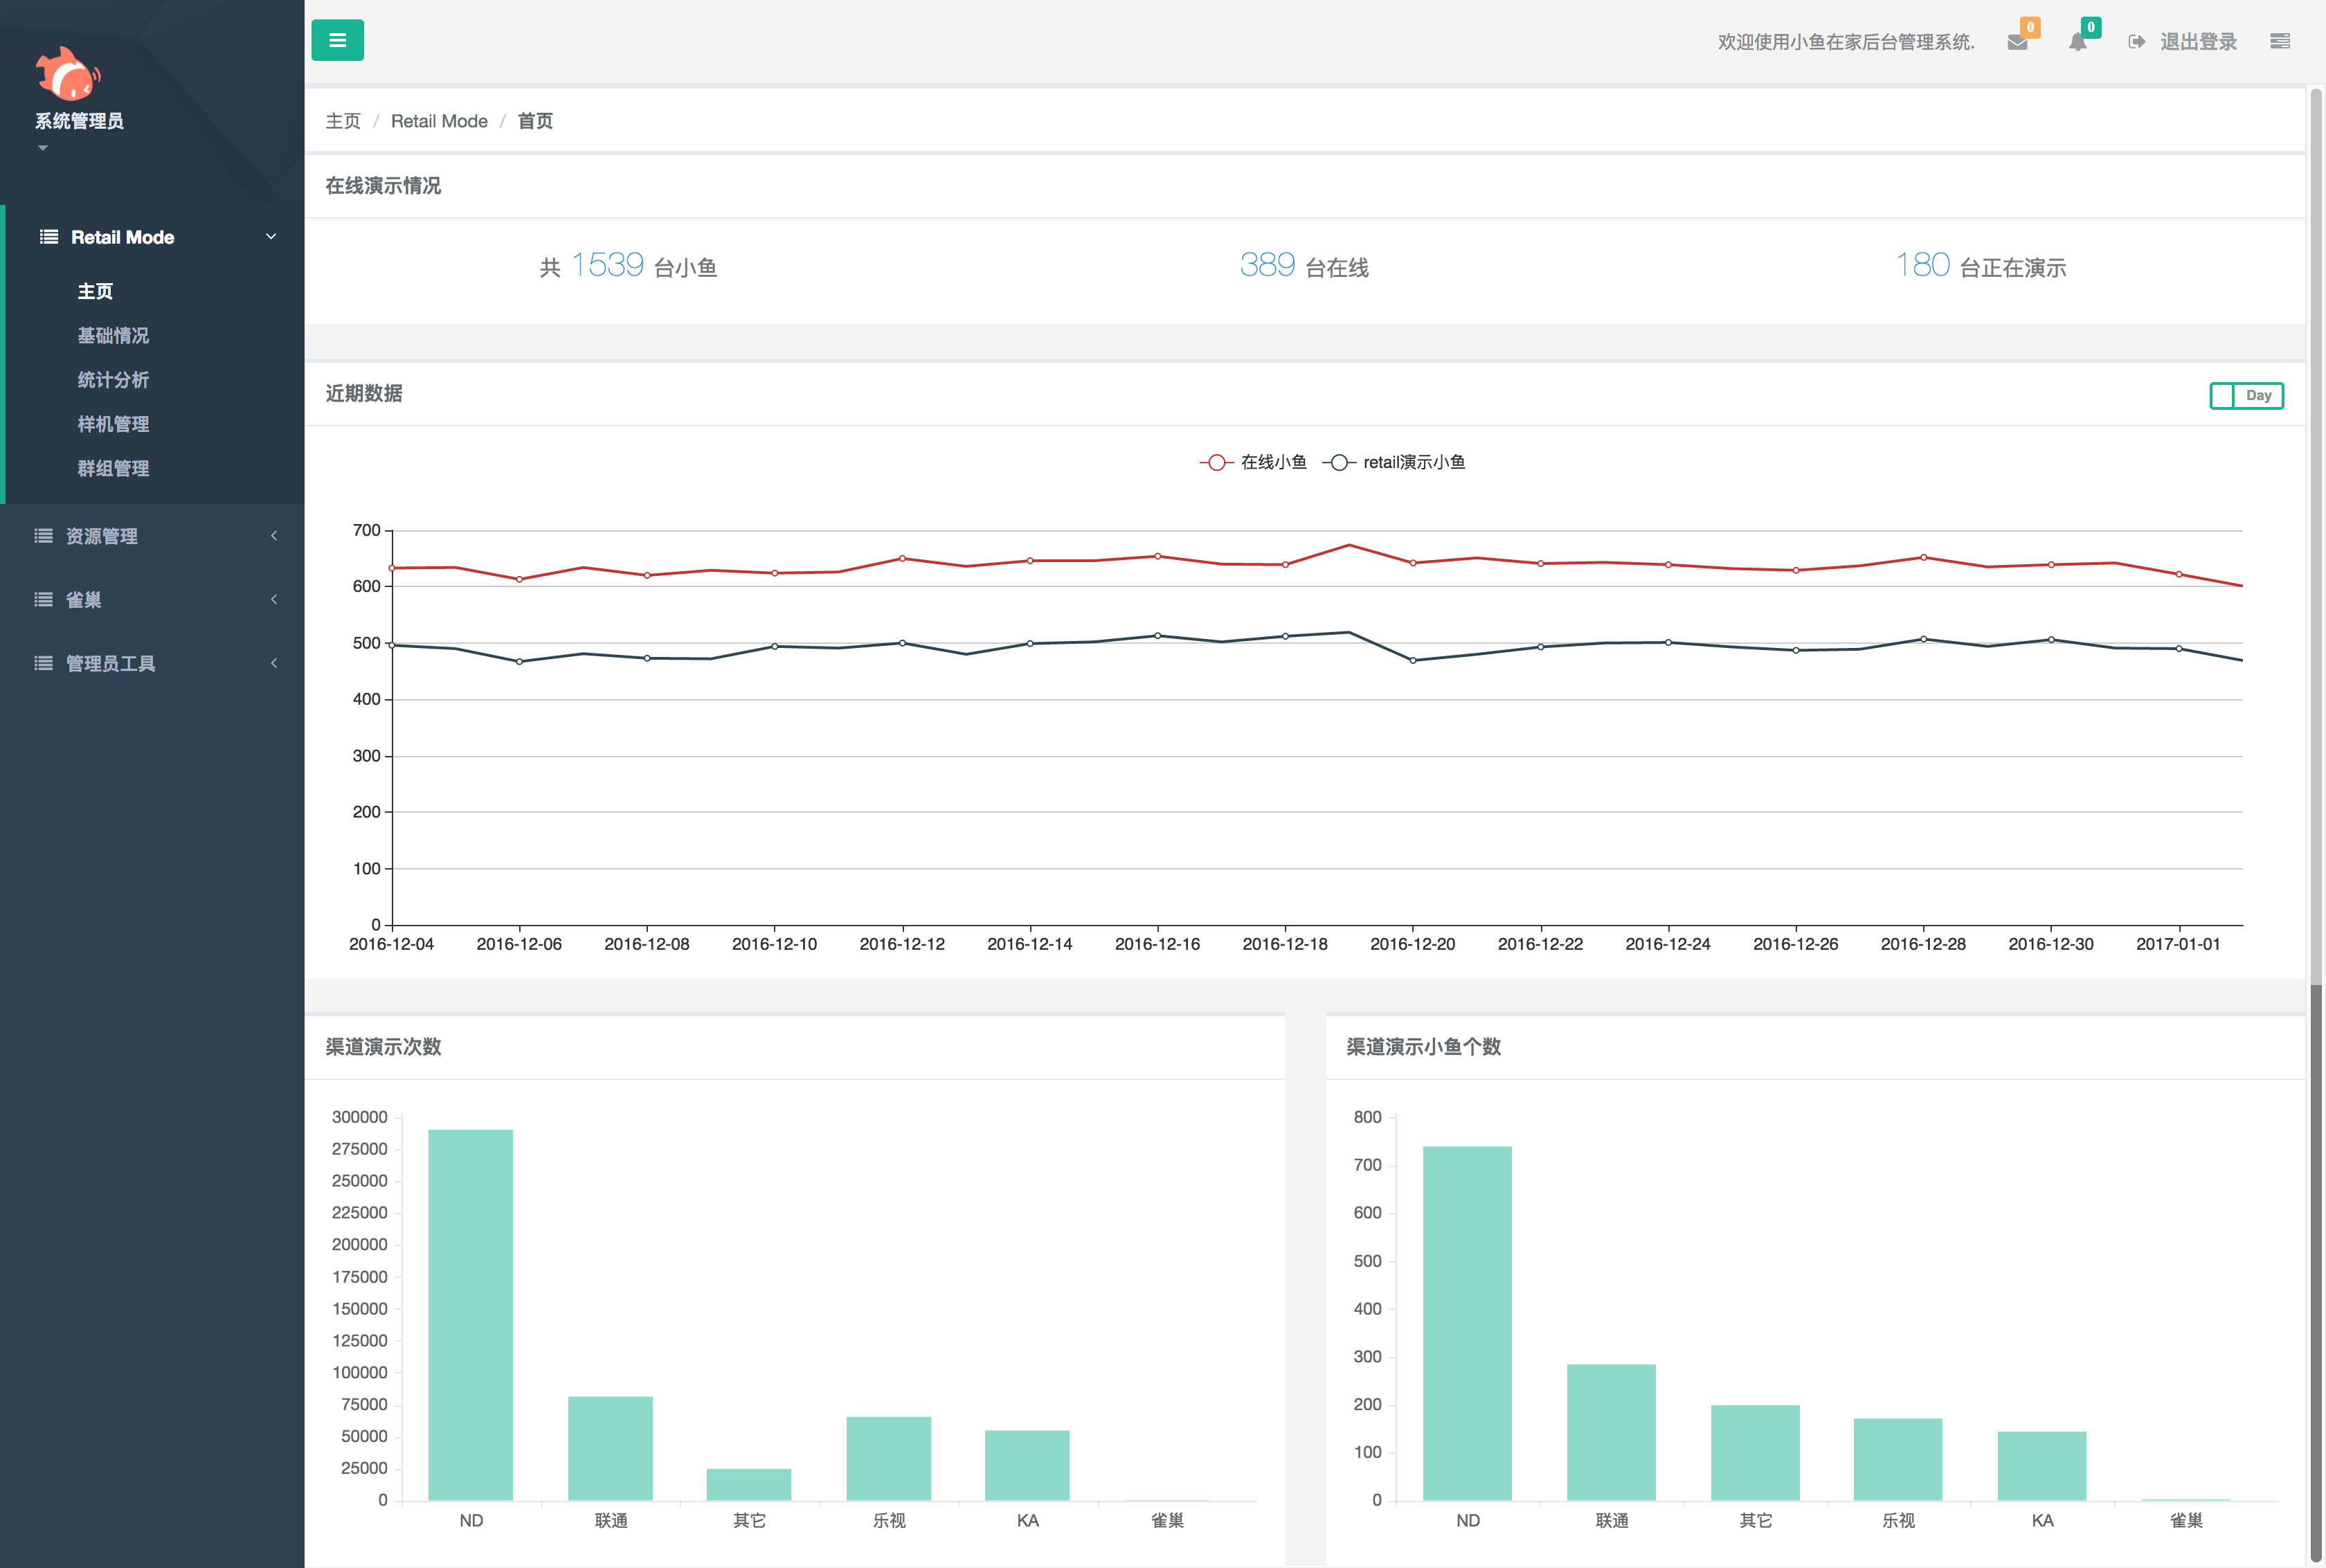 欢迎使用小鱼在家后台管理系统. 0 0 退出登录
系统管理员
Retail Mode
主页
基础情况
统计分析
样机管理
群组管理
资源管理
雀巢
管理员工具
主页 / Retail Mode / 首页
在线演示情况
共 1539 台小鱼 389 台在线 180 台正在演示
近期数据 Day
在线小鱼 retail演示小鱼
700
600
500
400
300
200
100
0
2016-12-04 2016-12-06 2016-12-08 2016-12-10 2016-12-12 2016-12-14 2016-12-16 2016-12-18 2016-12-20 2016-12-22 2016-12-24 2016-12-26 2016-12-28 2016-12-30 2017-01-01
渠道演示次数
300000
275000
250000
225000
200000
175000
150000
125000
100000
75000
50000
25000
0
ND 联通 其它 乐视 KA 雀巢
渠道演示小鱼个数
800
700
600
500
400
300
200
100
0
ND 联通 其它 乐视 KA 雀巢